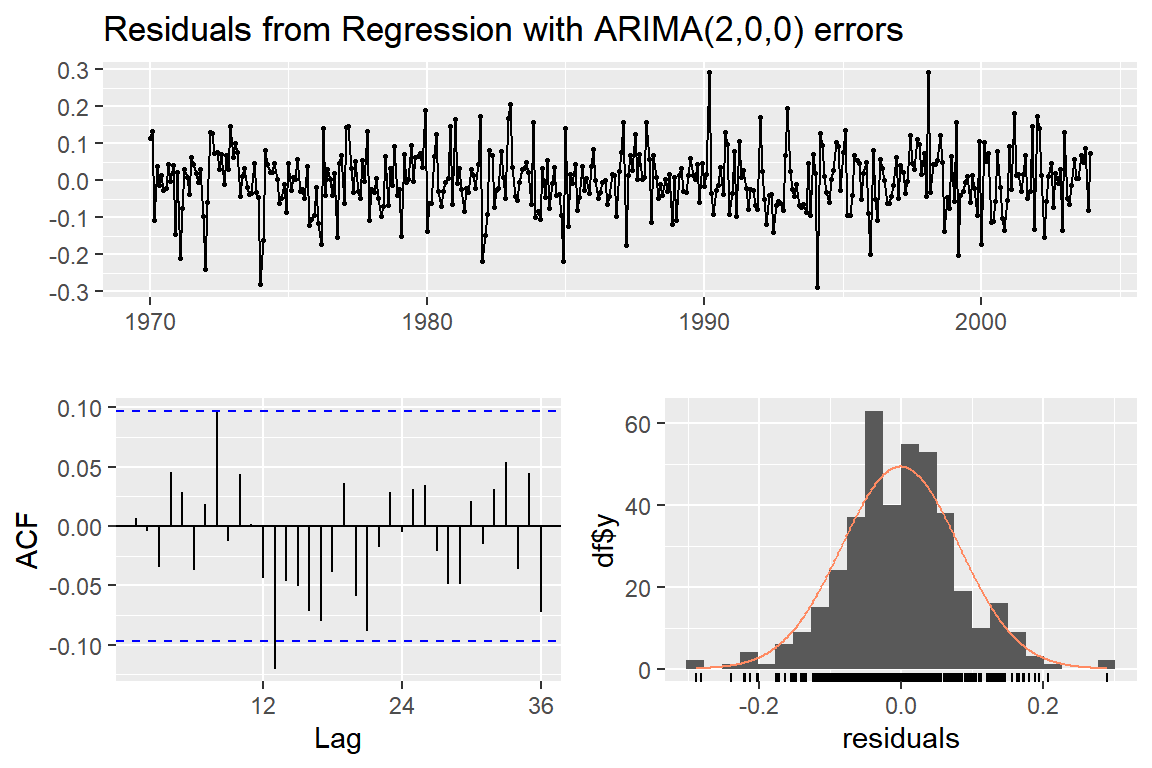 Residuals from Regression with ARIMA(2,0,0) errors
0.3
0.2
0.1
0.0
-0.1
-0.2
-0.3
1970 1980 1990 2000
0.10
0.05
0.00
-0.05
-0.10
ACF
12 24 36
Lag
60
40
20
0
df$y
-0.2 0.0 0.2
residuals